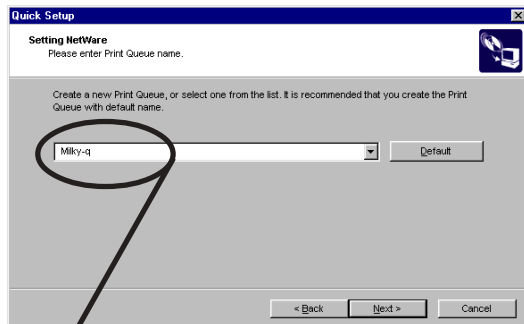 Quick Setup
Setting NetWare
Please enter Print Queue name.
Create a new Print Queue, or select one from the list. It is recommended that you create the Print
Queue with default name.
Milky-q
Default
< Back
Next >
Cancel